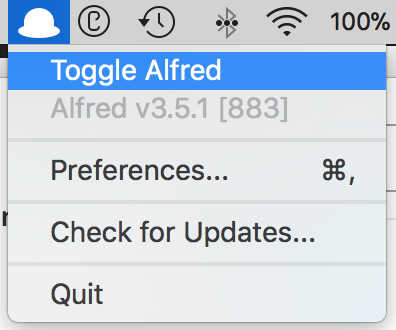 100%
Toggle Alfred
Alfred v3.5.1 [883]
Preferences... ⌘,
Check for Updates...
Quit